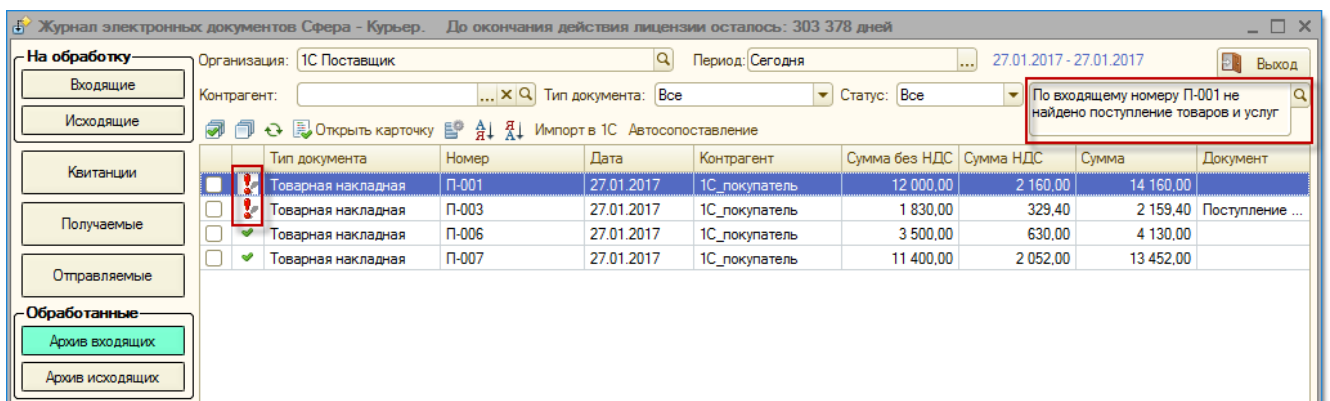 Журнал электронных документов Сфера - Курьер. До окончания действия лицензии осталось: 303 378 дней
На обработку
Входящие
Исходящие
Квитанции
Получаемые
Отправляемые
Обработанные
Архив входящих
Архив исходящих
Организация: 1С Поставщик Период: Сегодня ... 27.01.2017 - 27.01.2017 Выход
Контрагент: ... Тип документа: Все Статус: Все
По входящему номеру П-001 не
найдено поступление товаров и услуг
Открыть карточку Импорт в 1С Автосопоставление
Тип документа Номер Дата Контрагент Сумма без НДС Сумма НДС Сумма Документ
Товарная накладная П-001 27.01.2017 1С_покупатель 12 000,00 2 160,00 14 160,00
Товарная накладная П-003 27.01.2017 1С_покупатель 1 830,00 329,40 2 159,40 Поступление ...
Товарная накладная П-006 27.01.2017 1С_покупатель 3 500,00 630,00 4 130,00
Товарная накладная П-007 27.01.2017 1С_покупатель 11 400,00 2 052,00 13 452,00